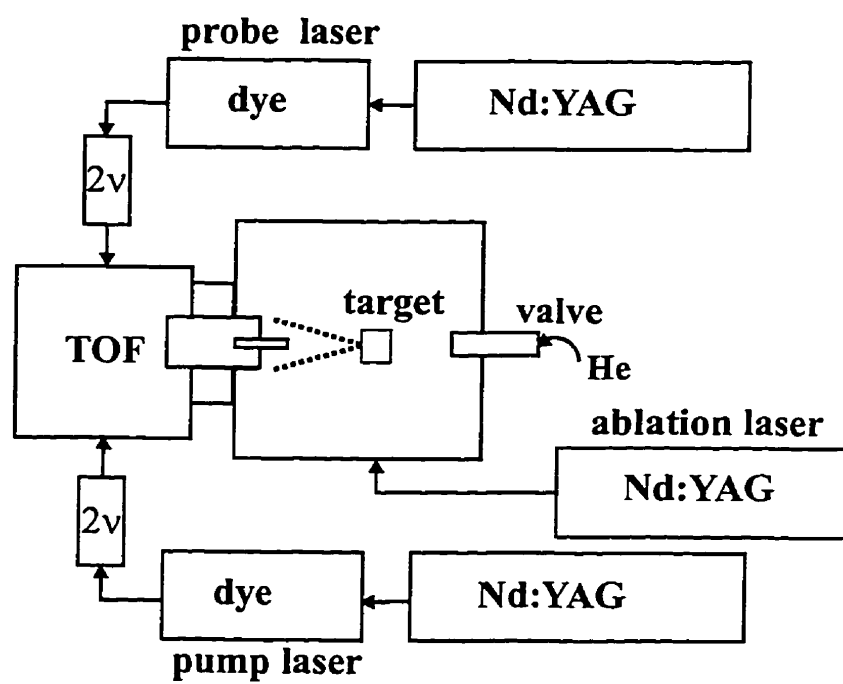 probe laser
dye
Nd:YAG
2ν
target
valve
TOF
He
ablation laser
Nd:YAG
2ν
dye
Nd:YAG
pump laser